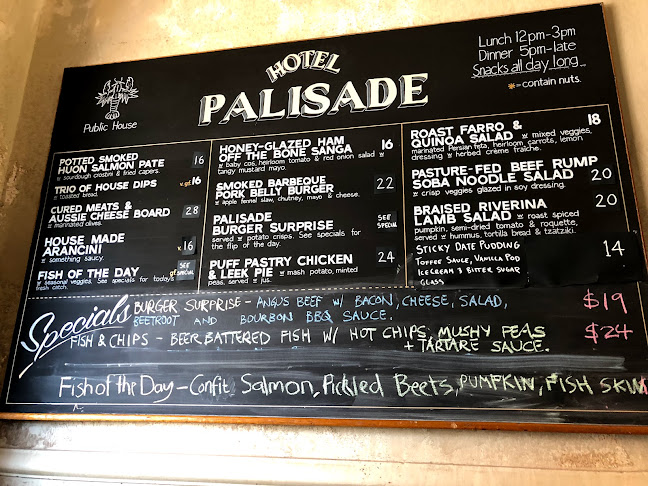 HOTEL
PALISADE
Public House
Lunch 12pm-3pm
Dinner 5pm-late
Snacks all day long...
*=contain nuts.
POTTED SMOKED
HUON SALMON PATE 16
sourdough crostini & fried capers.
TRIO OF HOUSE DIPS v.gf. 16
toasted bread.
CURED MEATS &
AUSSIE CHEESE BOARD 28
marinated olives.
HOUSE MADE
ARANCINI v. 16
something saucy.
FISH OF THE DAY gf. SEE SPECIAL
seasonal veggies. See specials for today's
fresh catch.
HONEY-GLAZED HAM
OFF THE BONE SANGA 16
baby cos, heirloom tomato & red onion salad
tangy mustard mayo.
SMOKED BARBEQUE
PORK BELLY BURGER 22
apple fennel slaw, chutney, mayo & cheese.
PALISADE
BURGER SURPRISE SEE SPECIAL
served potato crisps. See specials for
the flip of the day.
PUFF PASTRY CHICKEN
& LEEK PIE 24
mash potato, minted
peas, served jus.
ROAST FARRO &
QUINOA SALAD 18
mixed veggies,
marinated Persian feta, heirloom carrots, lemon
dressing herbed crème fraîche.
PASTURE-FED BEEF RUMP
SOBA NOODLE SALAD 20
crisp veggies glazed in soy dressing.
BRAISED RIVERINA
LAMB SALAD 20
roast spiced
pumpkin, semi-dried tomato & roquette,
served hummus, tortilla bread & tzatziki.
STICKY DATE PUDDING 14
TOFFEE SAUCE, VANILLA POD
ICECREAM & BITTER SUGAR
GLASS
Specials
BURGER SURPRISE - ANGUS BEEF W/ BACON, CHEESE, SALAD, $19
BEETROOT AND BOURBON BBQ SAUCE.
FISH & CHIPS - BEER BATTERED FISH W/ HOT CHIPS, MUSHY PEAS $24
+ TARTARE SAUCE.
Fish of the Day - Confit Salmon, Pickled Beets, PUMPKIN, FISH SKIN